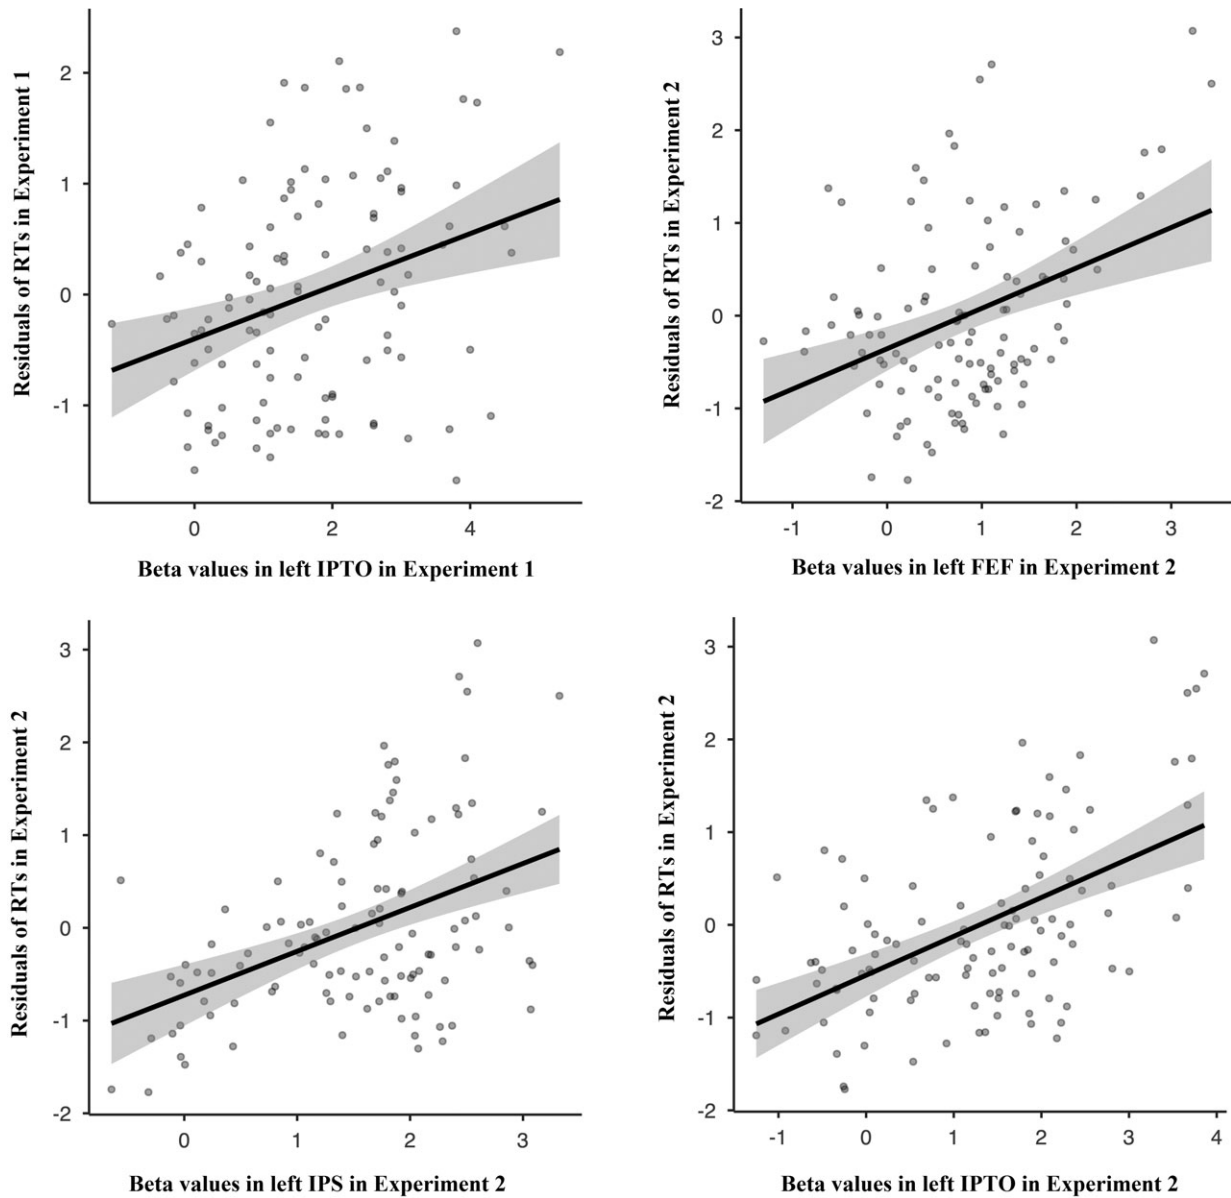 Residuals of RTs in Experiment 1
2
1
0
-1
0 2 4
Beta values in left IPTO in Experiment 1
Residuals of RTs in Experiment 2
3
2
1
0
-1
-2
-1 0 1 2 3
Beta values in left FEF in Experiment 2
Residuals of RTs in Experiment 2
3
2
1
0
-1
-2
0 1 2 3
Beta values in left IPS in Experiment 2
Residuals of RTs in Experiment 2
3
2
1
0
-1
-2
-1 0 1 2 3 4
Beta values in left IPTO in Experiment 2